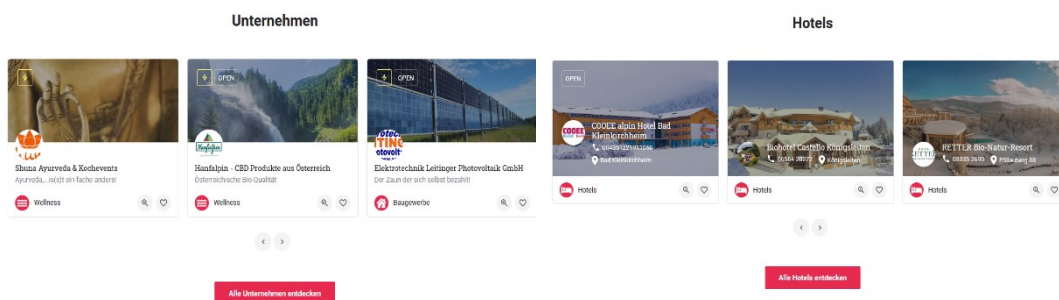 Unternehmen
OPEN
OPEN
Shuna Ayurveda & Kochevents
Ayurveda,...is(s)t ein fache anders!
Wellness
Hanfalpin
Hanfalpin - CBD Produkte aus Österreich
Österreichische Bio-Qualität
Wellness
Elektrotechnik Leitinger Photovoltaik GmbH
Der Zaun der sich selbst bezahlt!
Baugewerbe
Alle Unternehmen entdecken
Hotels
OPEN
COOEE
COOEE alpin Hotel Bad
Kleinkirchheim
Bad Kleinkirchheim
Hotels
Biohotel Castello Königsleiten
Königsleiten
Hotels
RETTER Bio-Natur-Resort
Hotels
Alle Hotels entdecken